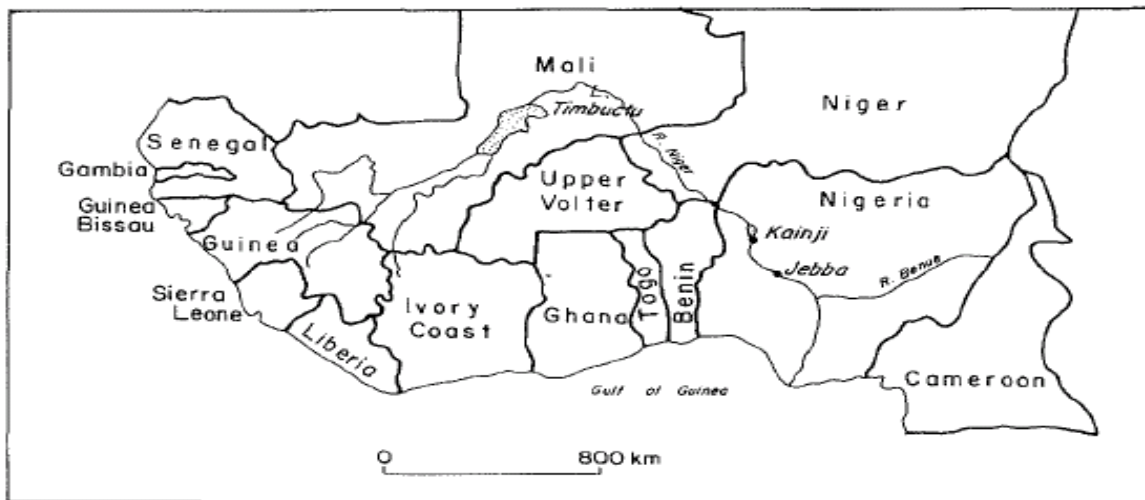 Mali
L.
Timbuctu
Niger
Senegal
R. Niger
Gambia
Upper
Volter
Nigeria
Guinea
Bissau
Kainji
Guinea
Jebba
R. Benue
Sierra
Leone
Ivory
Coast
Ghana
Togo
Benin
Liberia
Cameroon
Gulf of Guinea
0 800 km